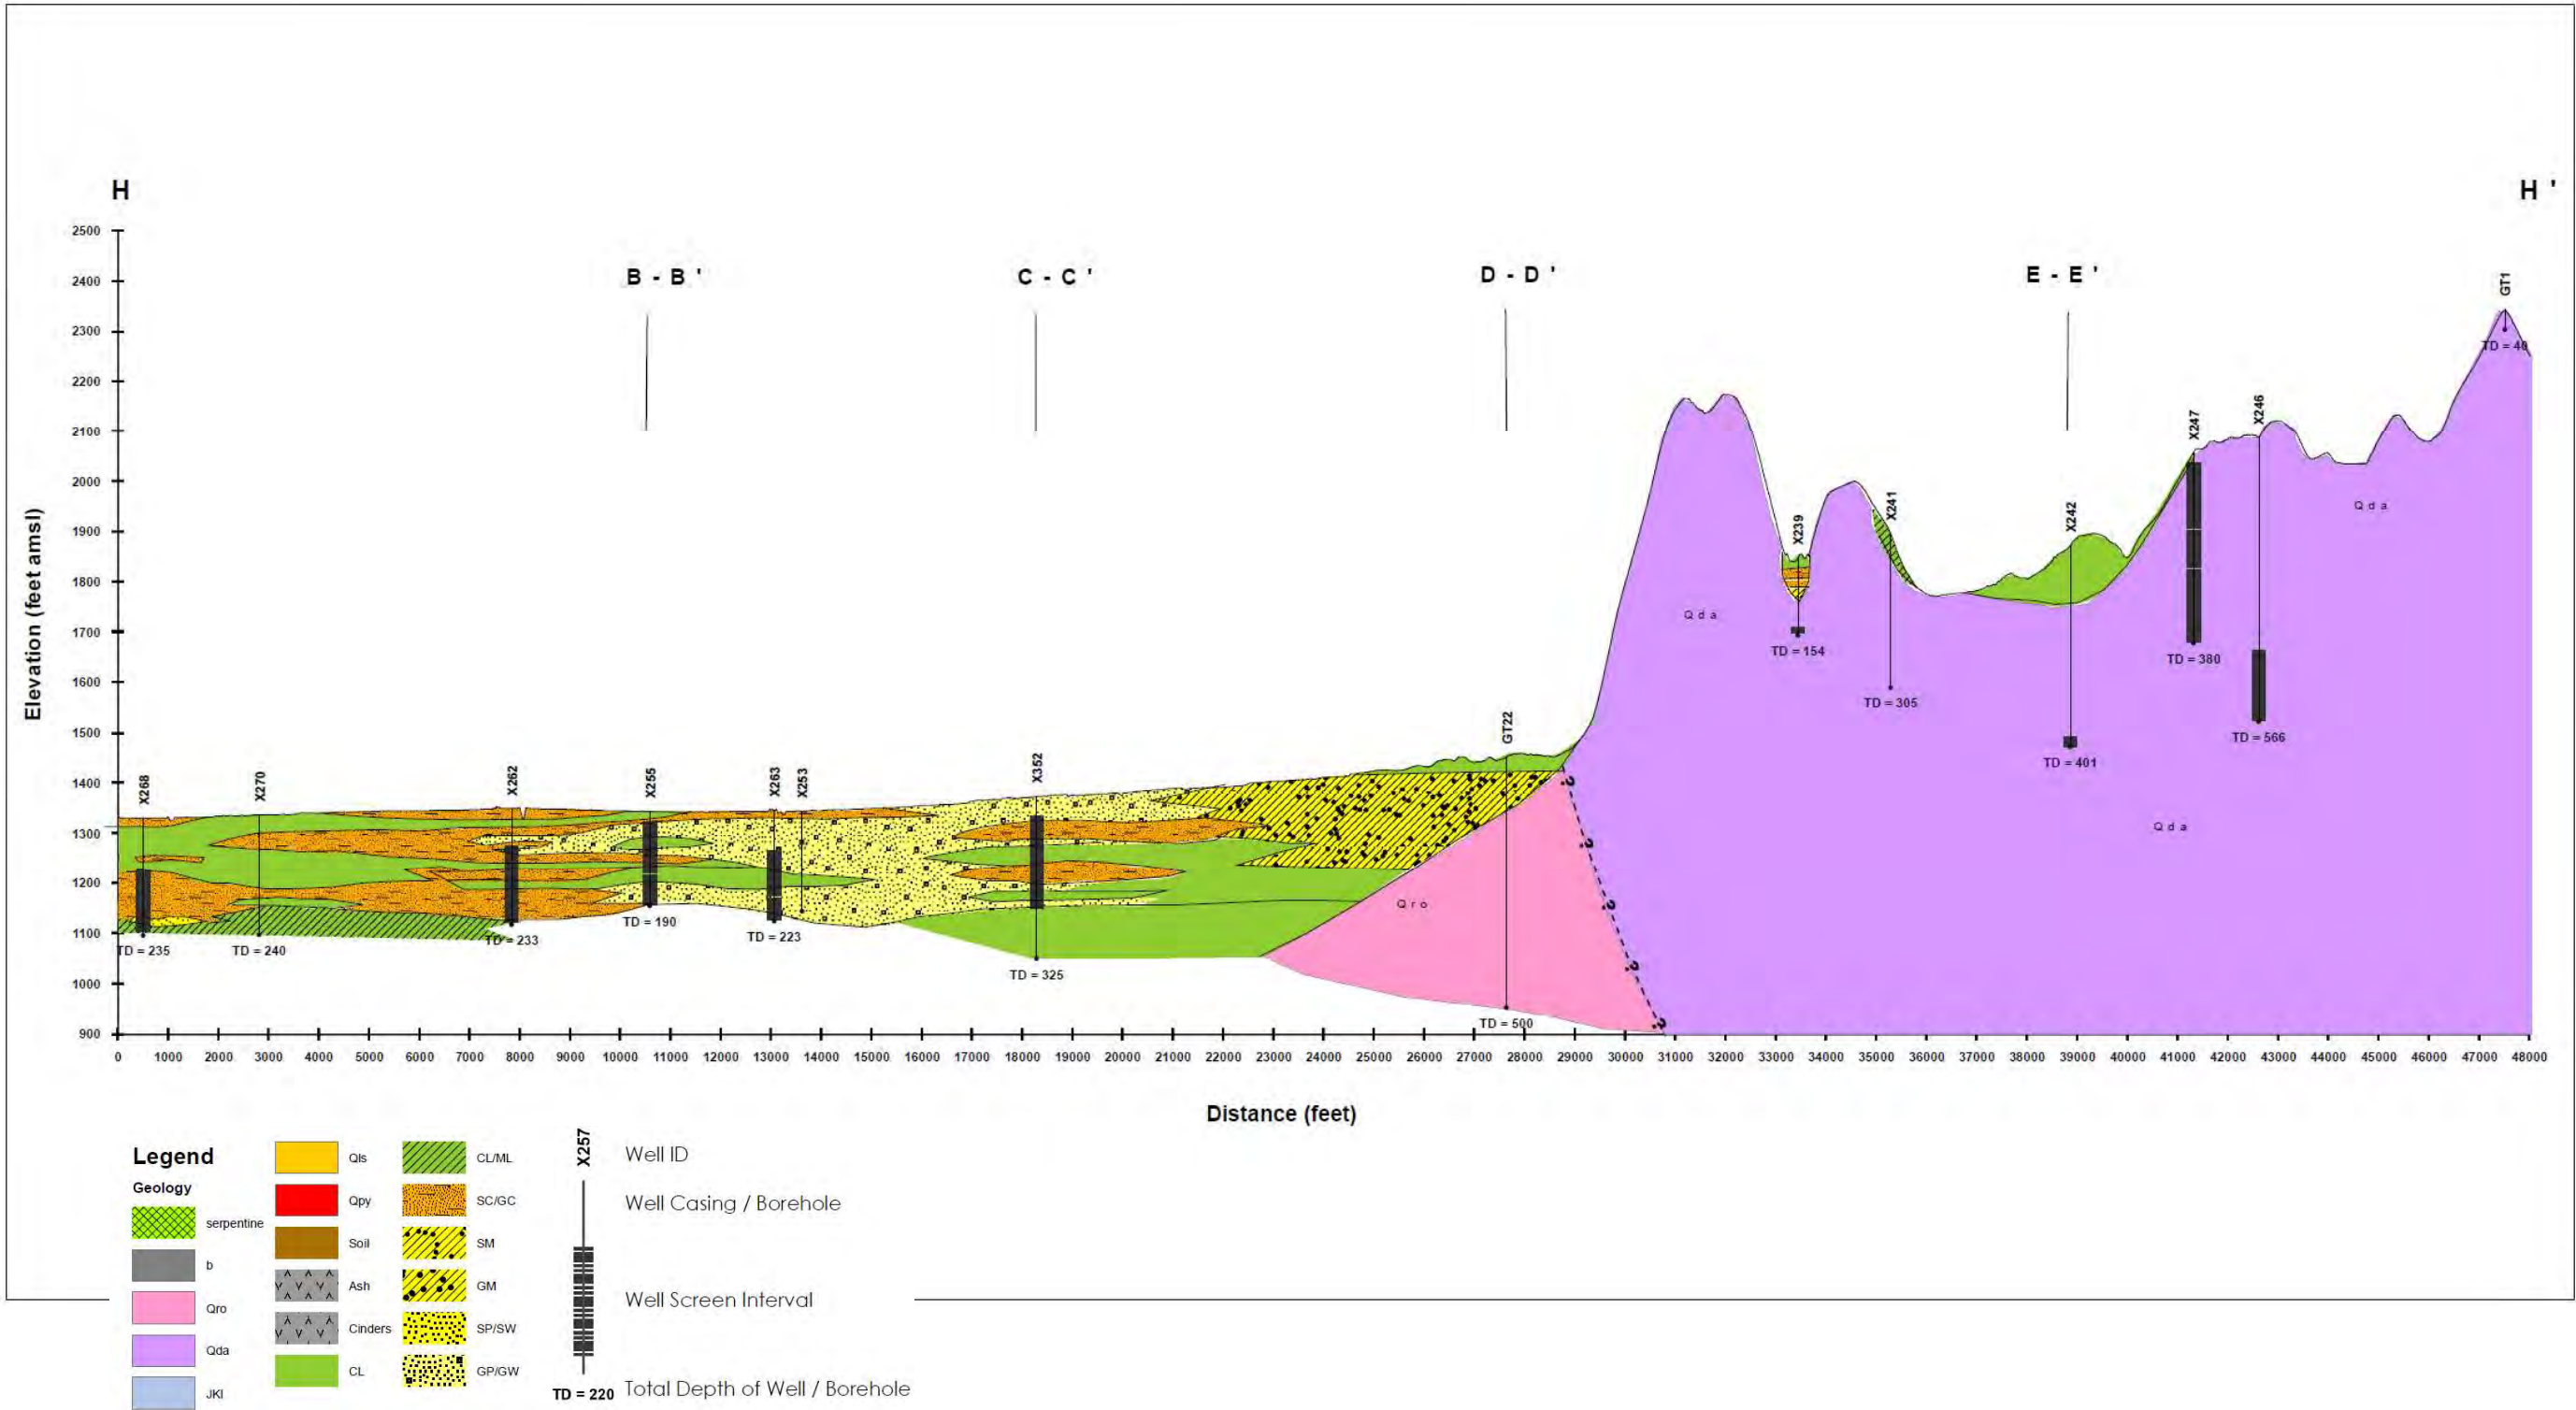 H
H '
B - B '
C - C '
D - D '
E - E '
Elevation (feet amsl)
2500
2400
2300
2200
2100
2000
1900
1800
1700
1600
1500
1400
1300
1200
1100
1000
900
X268
X270
X262
X255
X263
X253
X352
GT22
X239
X241
X242
X247
X246
GT1
TD = 235
TD = 240
TD = 233
TD = 190
TD = 223
TD = 325
TD = 500
TD = 154
TD = 305
TD = 401
TD = 380
TD = 566
TD = 40
Qro
Qda
Qda
Qda
?
?
?
?
?
0 1000 2000 3000 4000 5000 6000 7000 8000 9000 10000 11000 12000 13000 14000 15000 16000 17000 18000 19000 20000 21000 22000 23000 24000 25000 26000 27000 28000 29000 30000 31000 32000 33000 34000 35000 36000 37000 38000 39000 40000 41000 42000 43000 44000 45000 46000 47000 48000
Distance (feet)
Legend
Geology
serpentine
b
Qro
Qda
JKl
Qls
Qpy
Soil
Ash
Cinders
CL
CL/ML
SC/GC
SM
GM
SP/SW
GP/GW
X257
Well ID
Well Casing / Borehole
Well Screen Interval
TD = 220 Total Depth of Well / Borehole